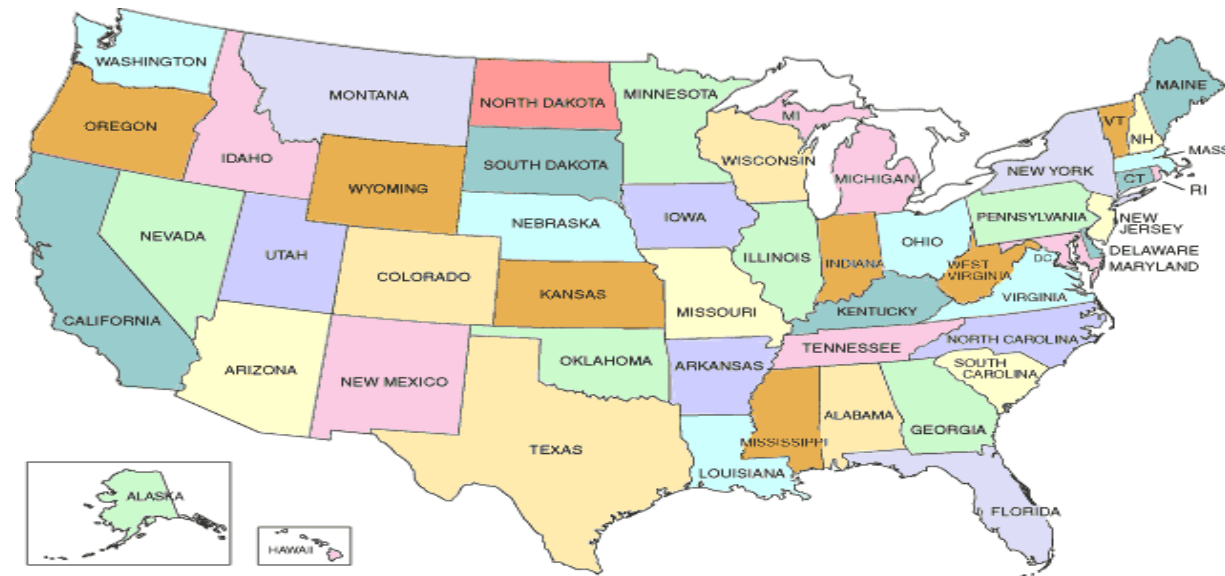 WASHINGTON
MONTANA
NORTH DAKOTA
MINNESOTA
MAINE
OREGON
IDAHO
SOUTH DAKOTA
WISCONSIN
MI
MICHIGAN
VT
NH
MASS
NEW YORK
CT
RI
WYOMING
NEBRASKA
IOWA
PENNSYLVANIA
NEW
JERSEY
NEVADA
UTAH
COLORADO
ILLINOIS
INDIANA
OHIO
WEST
VIRGINIA
DC
DELAWARE
MARYLAND
CALIFORNIA
KANSAS
MISSOURI
KENTUCKY
VIRGINIA
ARIZONA
NEW MEXICO
OKLAHOMA
ARKANSAS
TENNESSEE
NORTH CAROLINA
SOUTH
CAROLINA
TEXAS
LOUISIANA
MISSISSIPPI
ALABAMA
GEORGIA
FLORIDA
ALASKA
HAWAII